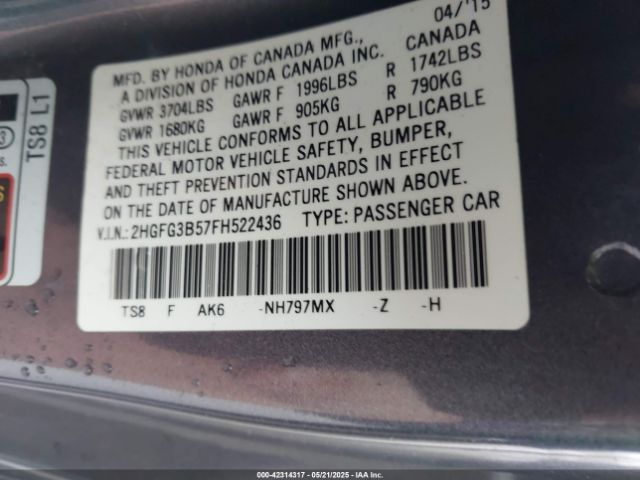 04/'15
MFD. BY HONDA OF CANADA MFG., CANADA
A DIVISION OF HONDA CANADA INC.
GVWR 3704LBS GAWR F 1996LBS R 1742LBS
GVWR 1680KG GAWR F 905KG R 790KG
THIS VEHICLE CONFORMS TO ALL APPLICABLE
FEDERAL MOTOR VEHICLE SAFETY, BUMPER,
AND THEFT PREVENTION STANDARDS IN EFFECT
ON THE DATE OF MANUFACTURE SHOWN ABOVE.
V.I.N.: 2HGFG3B57FH522436 TYPE: PASSENGER CAR
TS8 F AK6 -NH797MX -Z -H
TS8 L1
000-42314317 - 05/21/2025 - IAA Inc.